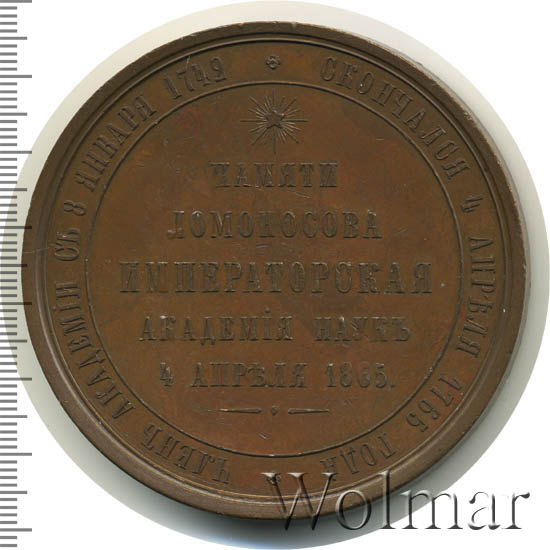 ЧЛЕНЪ АКАДЕМІИ СЪ 8 ЯНВАРЯ 1742
СКОНЧАЛСЯ 4 АПРѢЛЯ 1765 ГОДА
ПАМЯТИ
ЛОМОНОСОВА
ИМПЕРАТОРСКАЯ
АКАДЕМІЯ НАУКЪ
4 АПРѢЛЯ 1865.
Wolmar